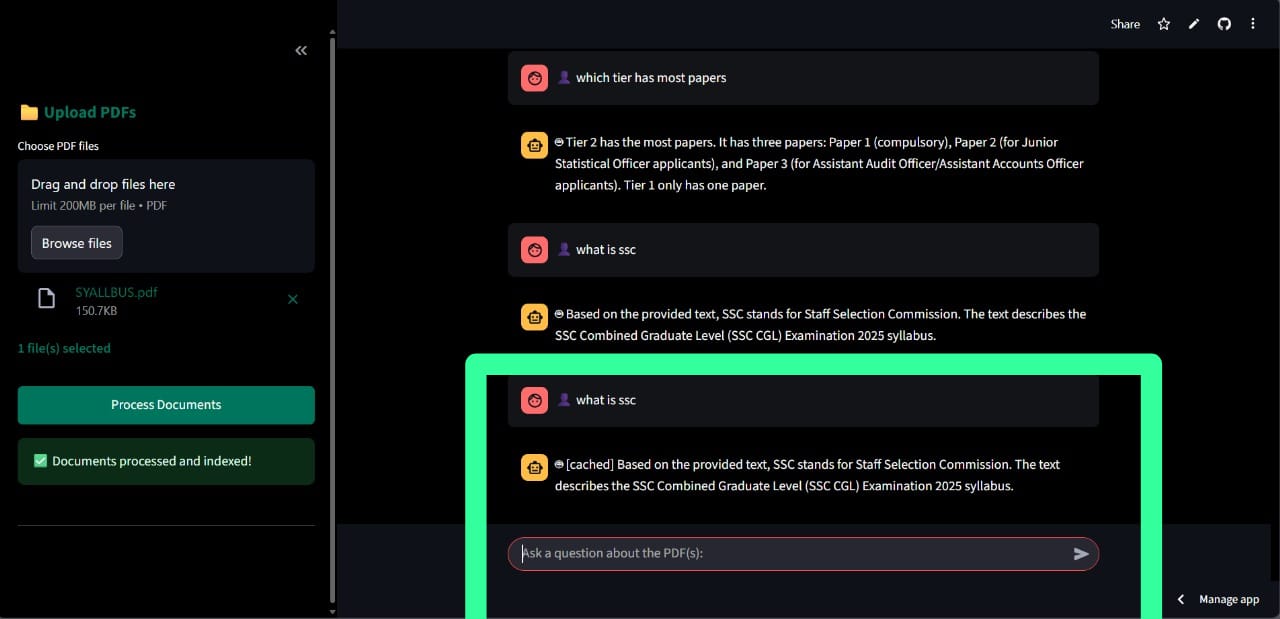 Share
Upload PDFs
Choose PDF files
Drag and drop files here
Limit 200MB per file • PDF
Browse files
SYALLBUS.pdf
150.7KB
1 file(s) selected
Process Documents
Documents processed and indexed!
which tier has most papers
Tier 2 has the most papers. It has three papers: Paper 1 (compulsory), Paper 2 (for Junior
Statistical Officer applicants), and Paper 3 (for Assistant Audit Officer/Assistant Accounts Officer
applicants). Tier 1 only has one paper.
what is ssc
Based on the provided text, SSC stands for Staff Selection Commission. The text describes the
SSC Combined Graduate Level (SSC CGL) Examination 2025 syllabus.
what is ssc
[cached] Based on the provided text, SSC stands for Staff Selection Commission. The text
describes the SSC Combined Graduate Level (SSC CGL) Examination 2025 syllabus.
Ask a question about the PDF(s):
Manage app